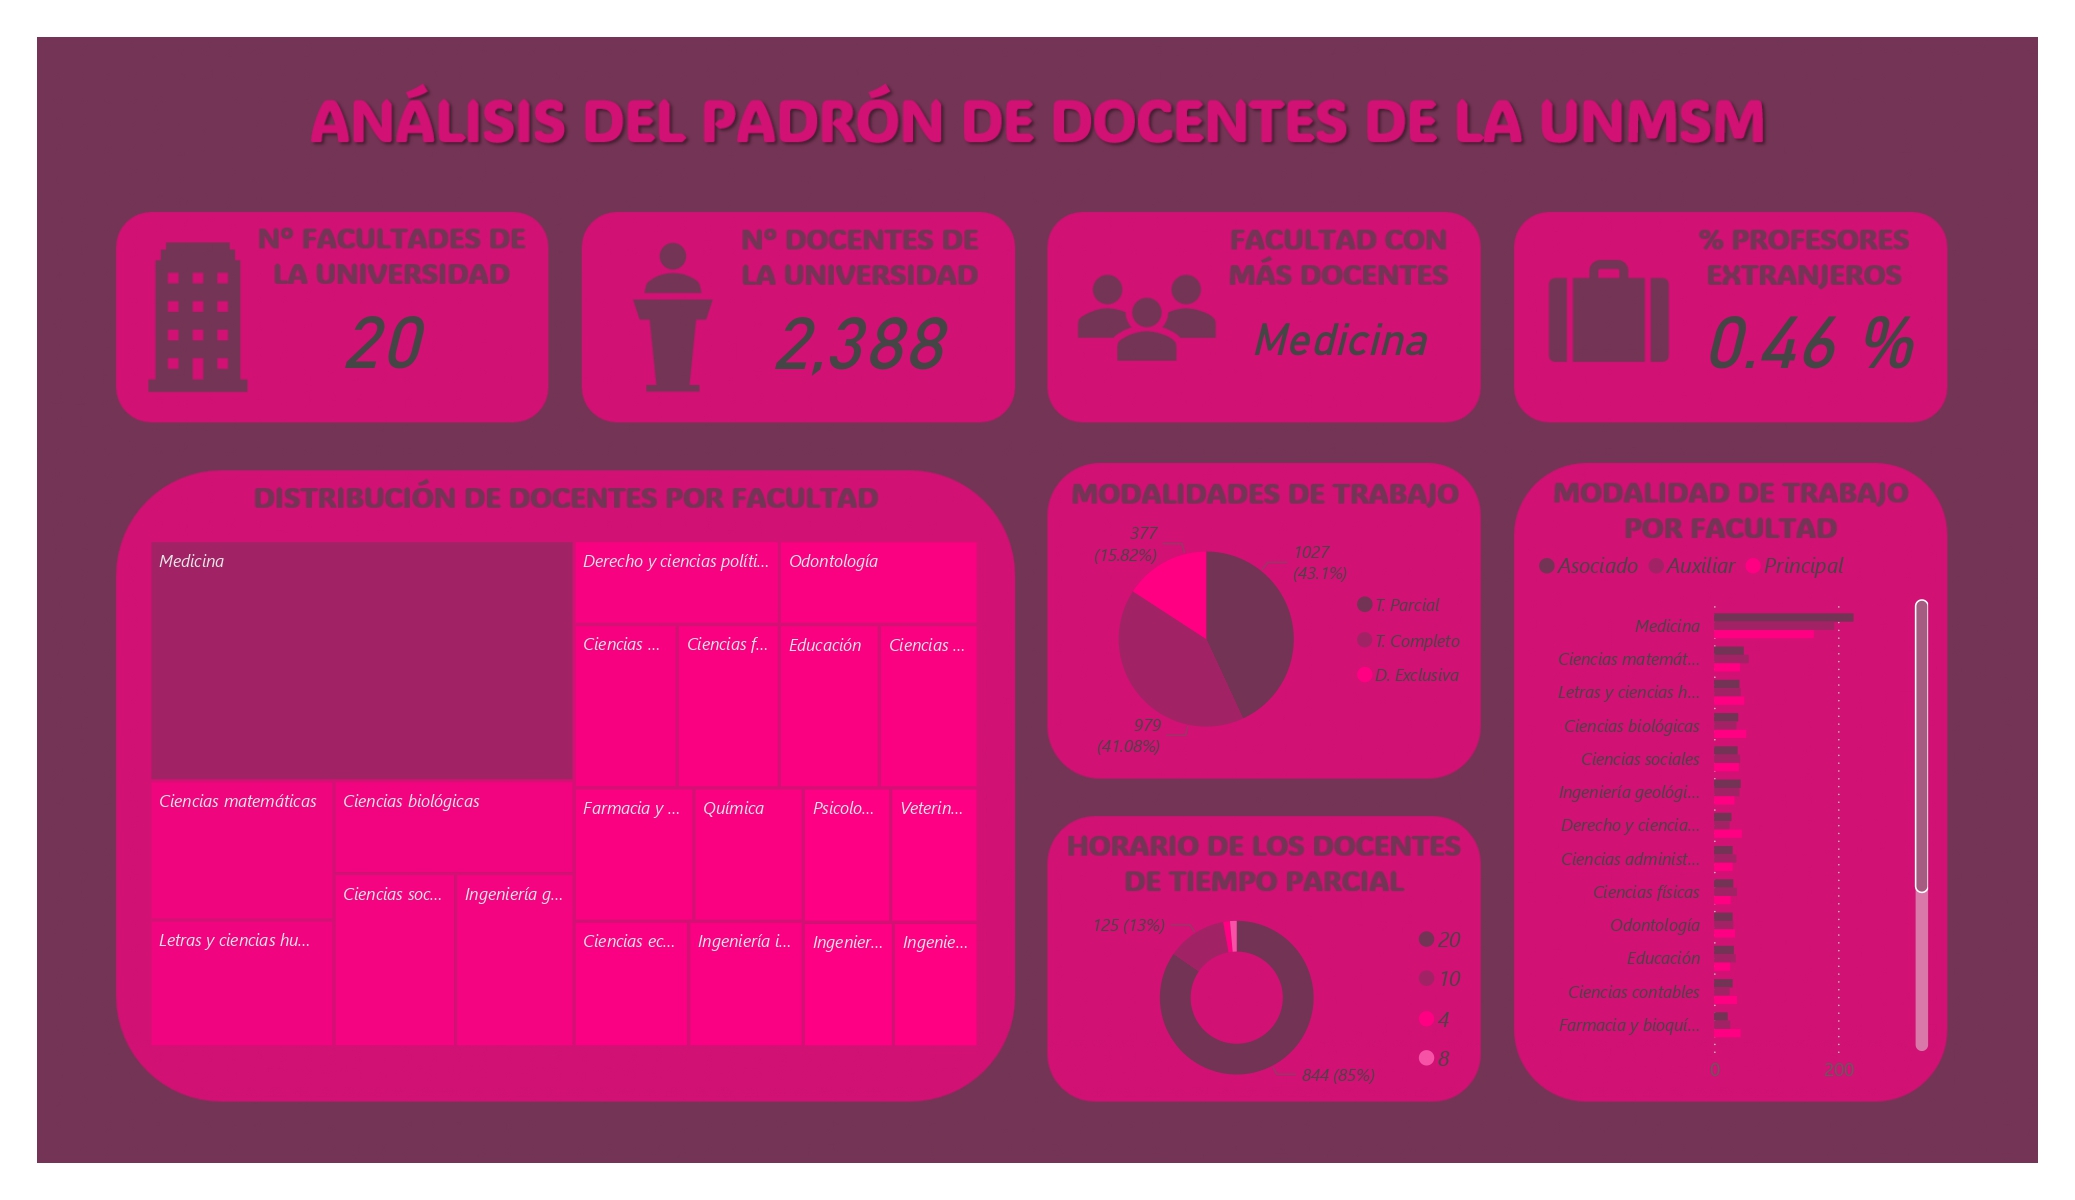 ANÁLISIS DEL PADRÓN DE DOCENTES DE LA UNMSM
N° FACULTADES DE
LA UNIVERSIDAD
20
N° DOCENTES DE
LA UNIVERSIDAD
2,388
FACULTAD CON
MÁS DOCENTES
Medicina
% PROFESORES
EXTRANJEROS
0.46 %
DISTRIBUCIÓN DE DOCENTES POR FACULTAD
Medicina
Derecho y ciencias políti...
Odontología
Ciencias ...
Ciencias f...
Educación
Ciencias ...
Ciencias matemáticas
Ciencias biológicas
Farmacia y ...
Química
Psicolo...
Veterin...
Ciencias soc...
Ingeniería g...
Letras y ciencias hu...
Ciencias ec...
Ingeniería i...
Ingenier...
Ingenie...
MODALIDADES DE TRABAJO
377
(15.82%)
1027
(43.1%)
979
(41.08%)
T. Parcial
T. Completo
D. Exclusiva
HORARIO DE LOS DOCENTES
DE TIEMPO PARCIAL
125 (13%)
844 (85%)
20
10
4
8
MODALIDAD DE TRABAJO
POR FACULTAD
Asociado Auxiliar Principal
Medicina
Ciencias matemát...
Letras y ciencias h...
Ciencias biológicas
Ciencias sociales
Ingeniería geológi...
Derecho y ciencia...
Ciencias administ...
Ciencias físicas
Odontología
Educación
Ciencias contables
Farmacia y bioquí...
0 200